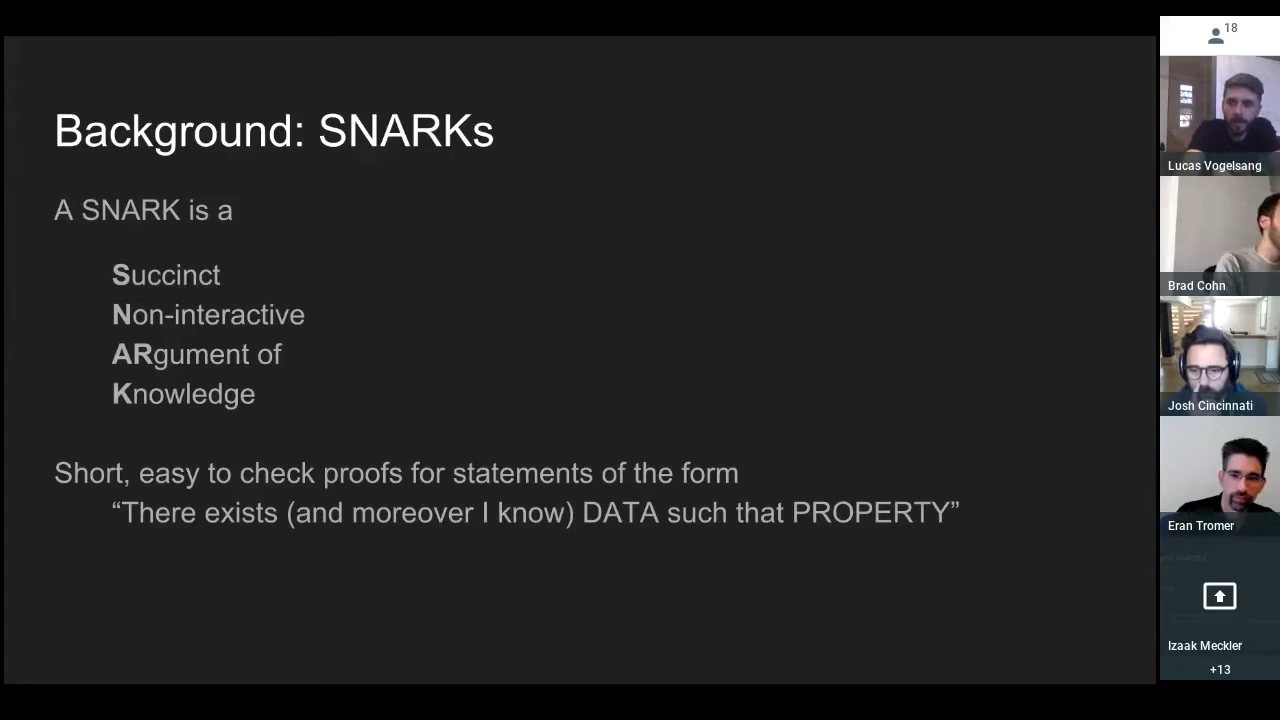 Background: SNARKs
A SNARK is a
Succinct
Non-interactive
ARgument of
Knowledge
Short, easy to check proofs for statements of the form
“There exists (and moreover I know) DATA such that PROPERTY”
18
Lucas Vogelsang
Brad Cohn
Josh Cincinnati
Eran Tromer
Izaak Meckler
+13